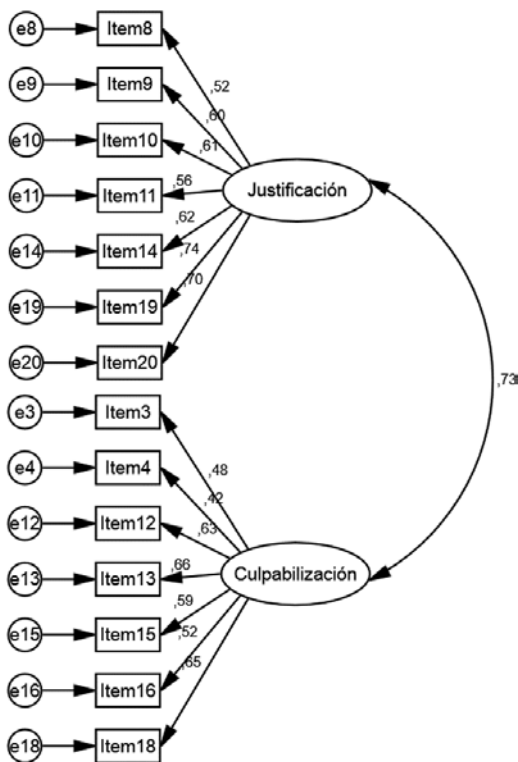 e8 Item8
,52
e9 Item9
,60
e10 Item10
,61
Justificación
e11 Item11
,56
e14 Item14
,62
,74
e19 Item19
,70
e20 Item20
,73
e3 Item3
e4 Item4
,48
,42
e12 Item12
,63
e13 Item13
,66
Culpabilización
,59
e15 Item15
,52
e16 Item16
,65
e18 Item18